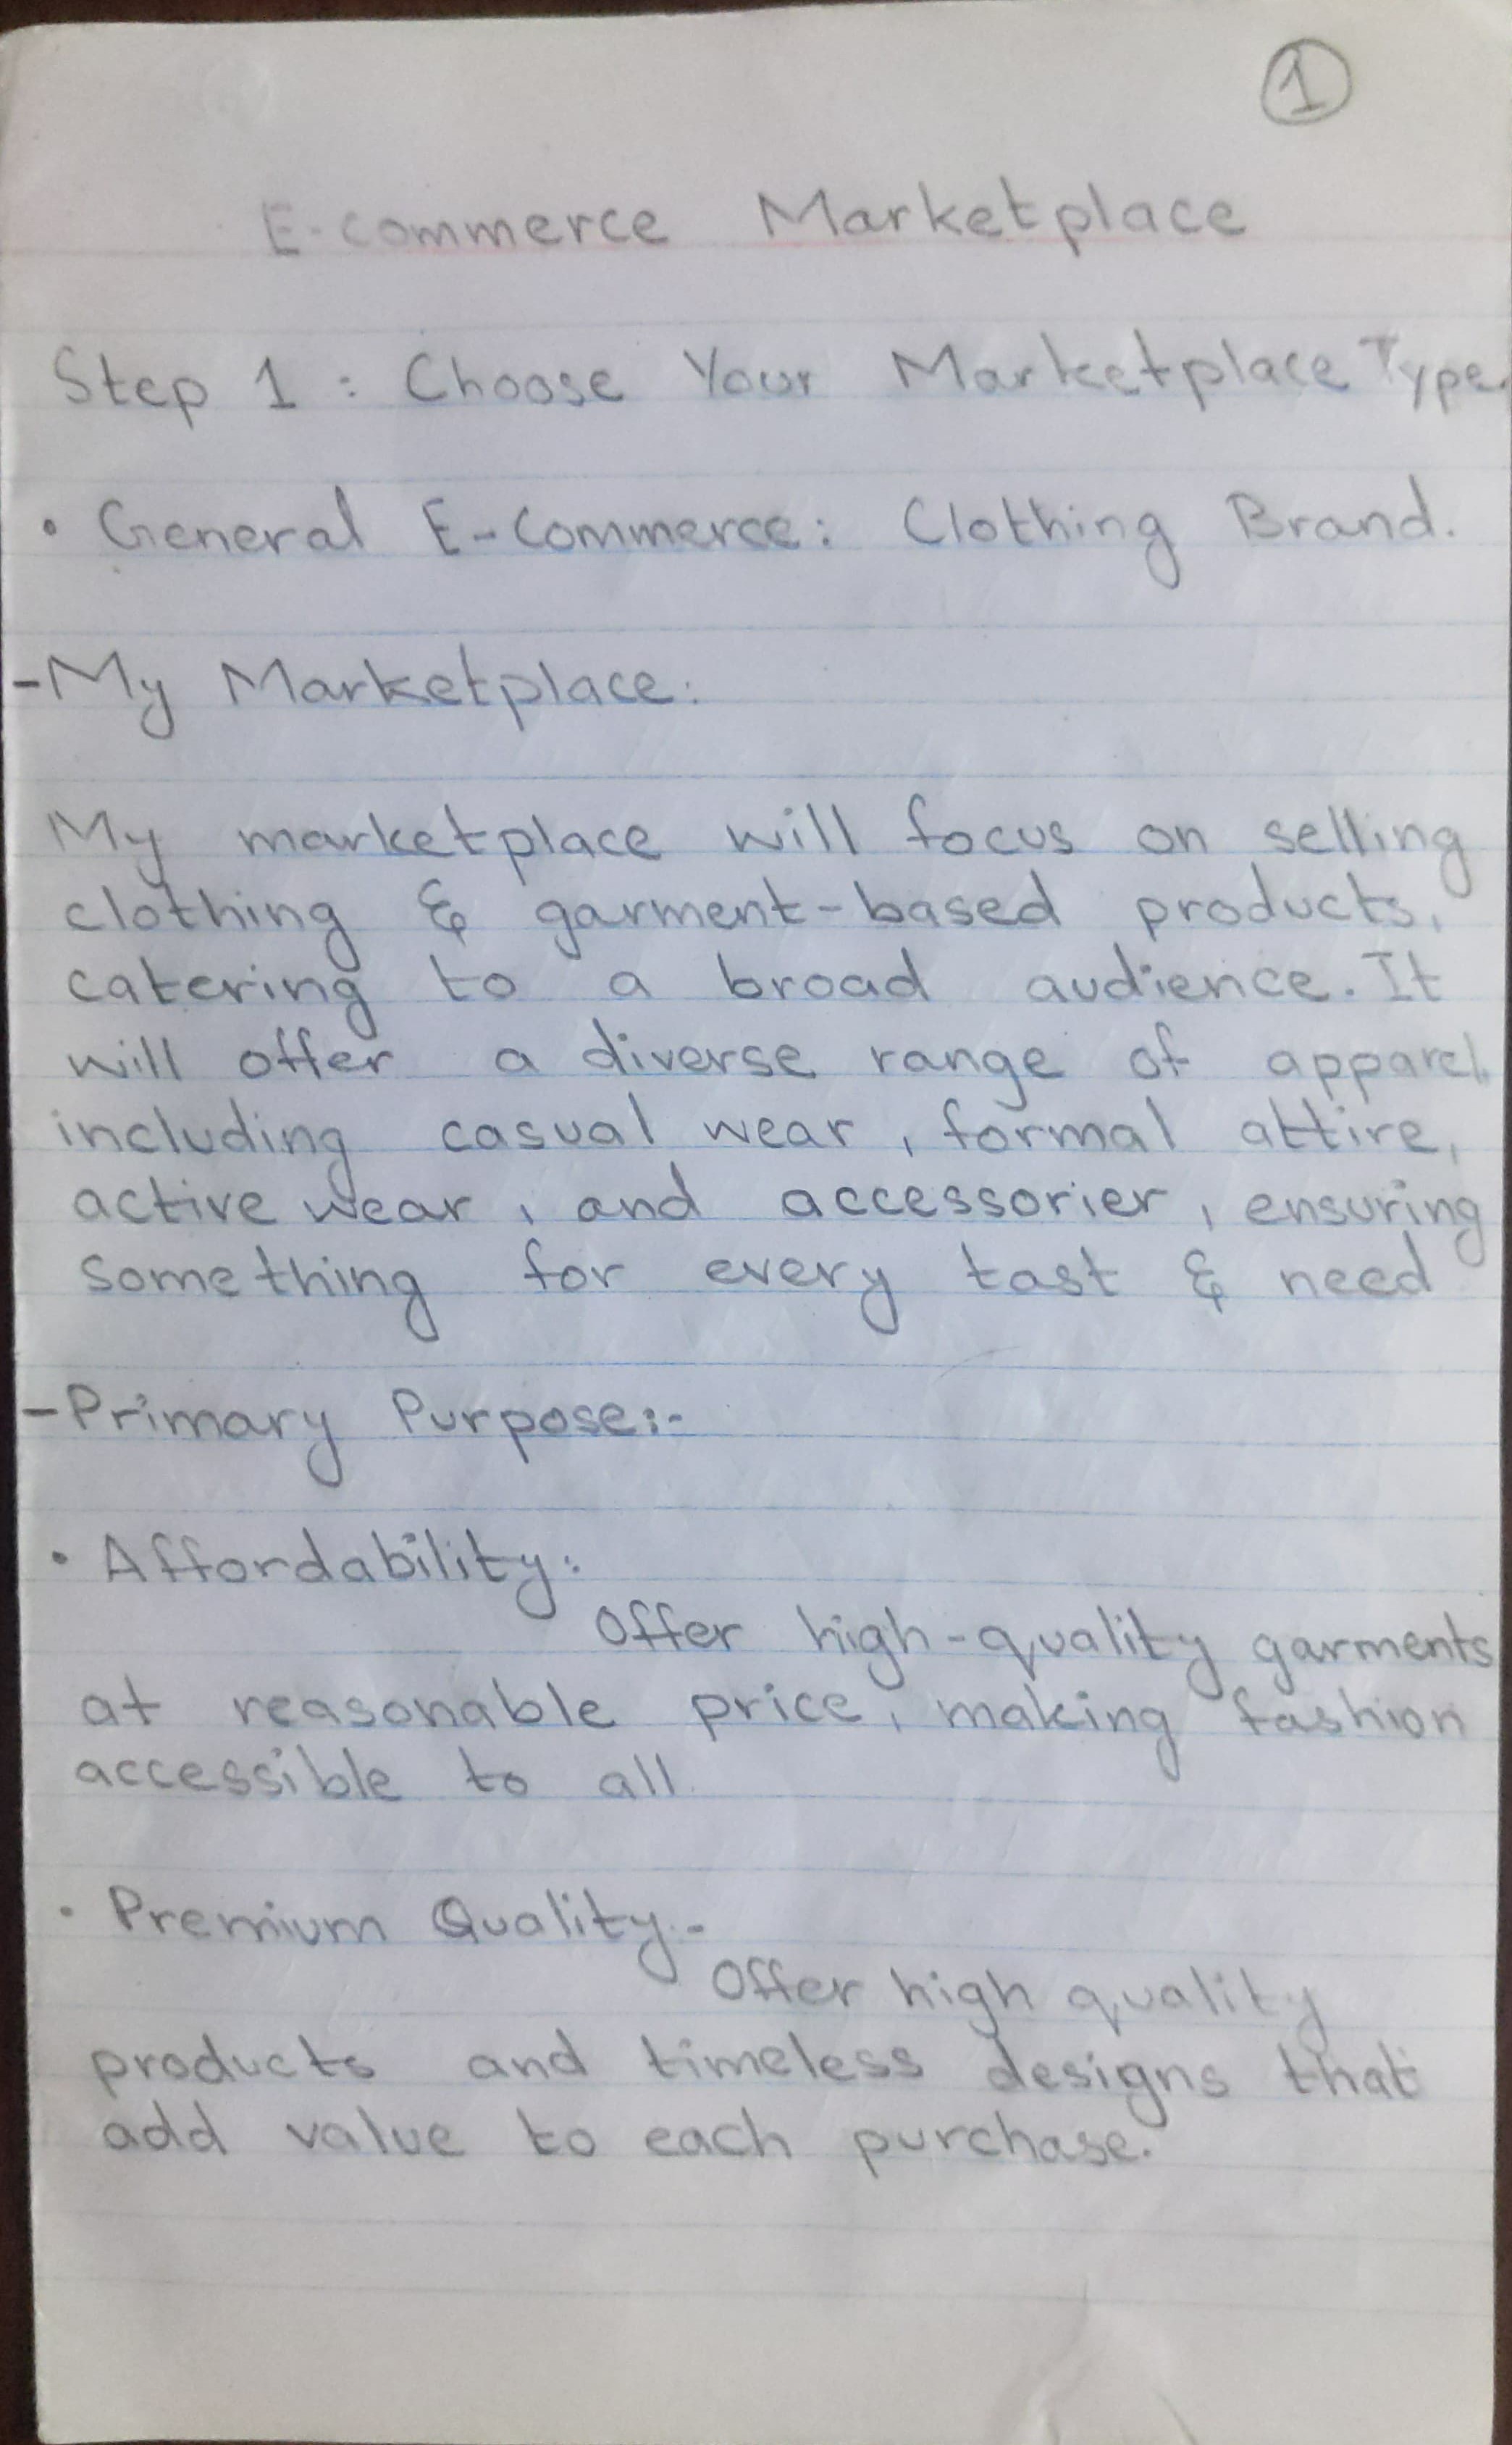 1
E-commerce Marketplace
Step 1 : Choose Your Marketplace Type.
• General E-Commerce: Clothing Brand.
-My Marketplace:
My marketplace will focus on selling
clothing & garment-based products,
catering to a broad audience. It
will offer a diverse range of apparel,
including casual wear, formal attire,
active wear, and accessorier, ensuring
something for every tast & need
-Primary Purpose:-
• Affordability:
Offer high-quality garments
at reasonable price, making fashion
accessible to all.
• Premium Quality:-
Offer high quality
products and timeless designs that
add value to each purchase.